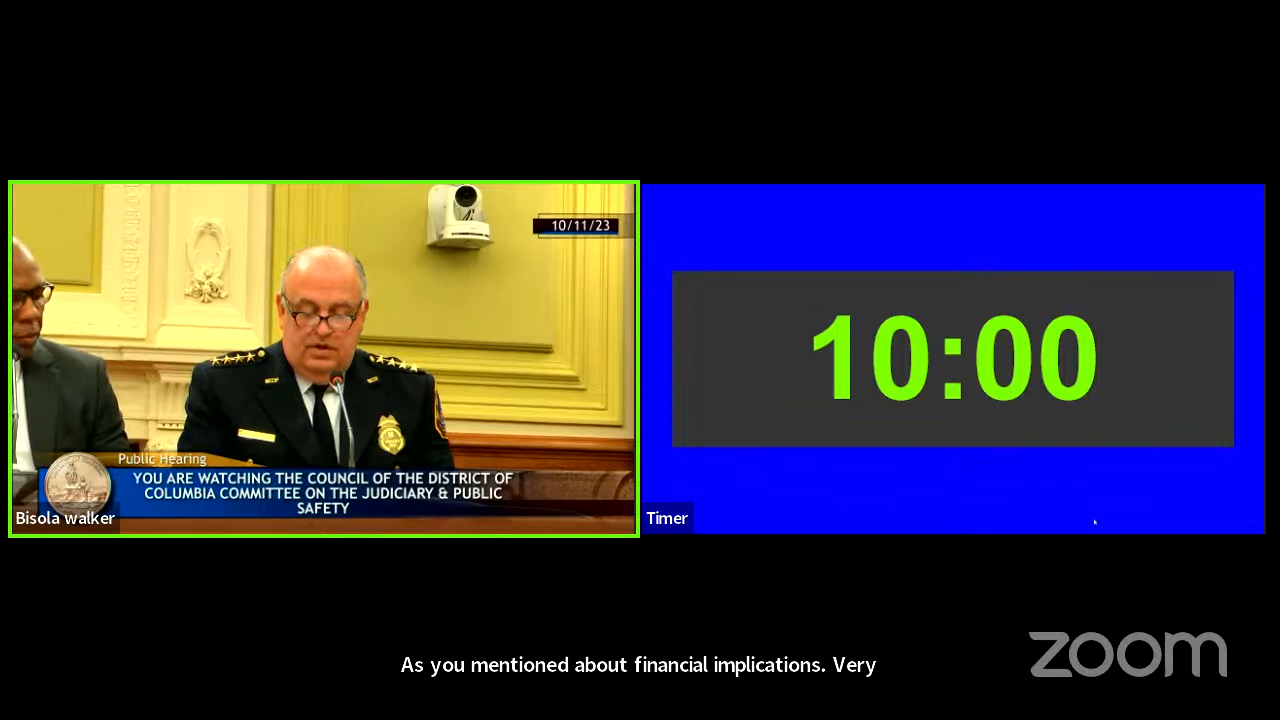 10/11/23
Public Hearing
YOU ARE WATCHING THE COUNCIL OF THE DISTRICT OF
COLUMBIA COMMITTEE ON THE JUDICIARY & PUBLIC
SAFETY
Bisola walker
10:00
Timer
As you mentioned about financial implications. Very
zoom